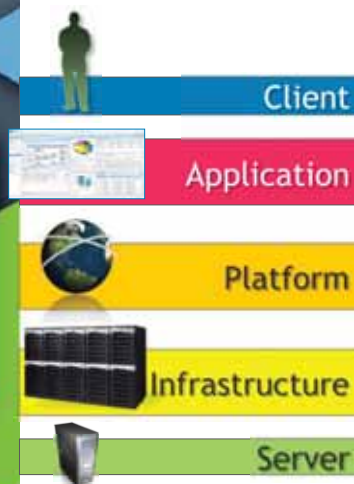 Client
Application
Platform
Infrastructure
Server